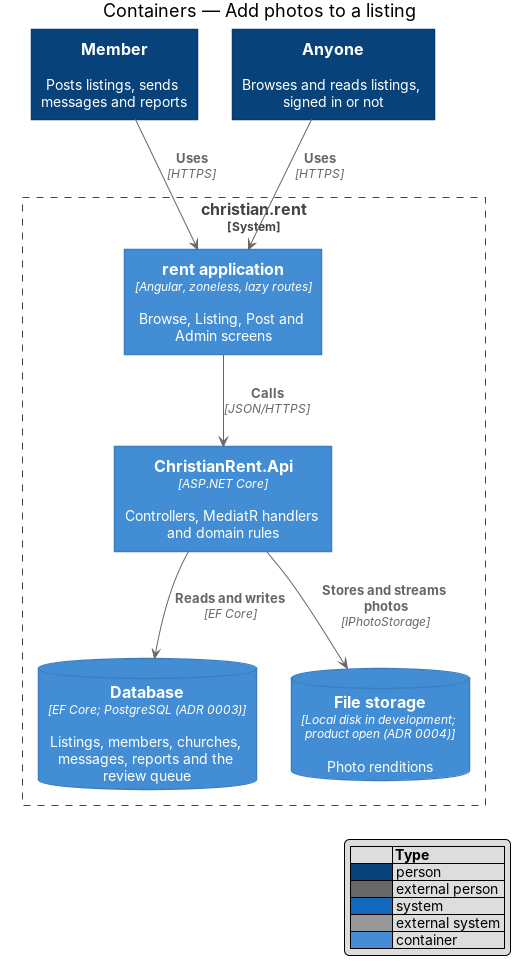 Containers — Add photos to a listing
Member
Posts listings, sends
messages and reports
Anyone
Browses and reads listings,
signed in or not
Uses
[HTTPS]
Uses
[HTTPS]
christian.rent
[System]
rent application
[Angular, zoneless, lazy routes]
Browse, Listing, Post and
Admin screens
Calls
[JSON/HTTPS]
ChristianRent.Api
[ASP.NET Core]
Controllers, MediatR handlers
and domain rules
Reads and writes
[EF Core]
Stores and streams
photos
[IPhotoStorage]
Database
[EF Core; PostgreSQL (ADR 0003)]
Listings, members, churches,
messages, reports and the
review queue
File storage
[Local disk in development;
product open (ADR 0004)]
Photo renditions
Type
person
external person
system
external system
container